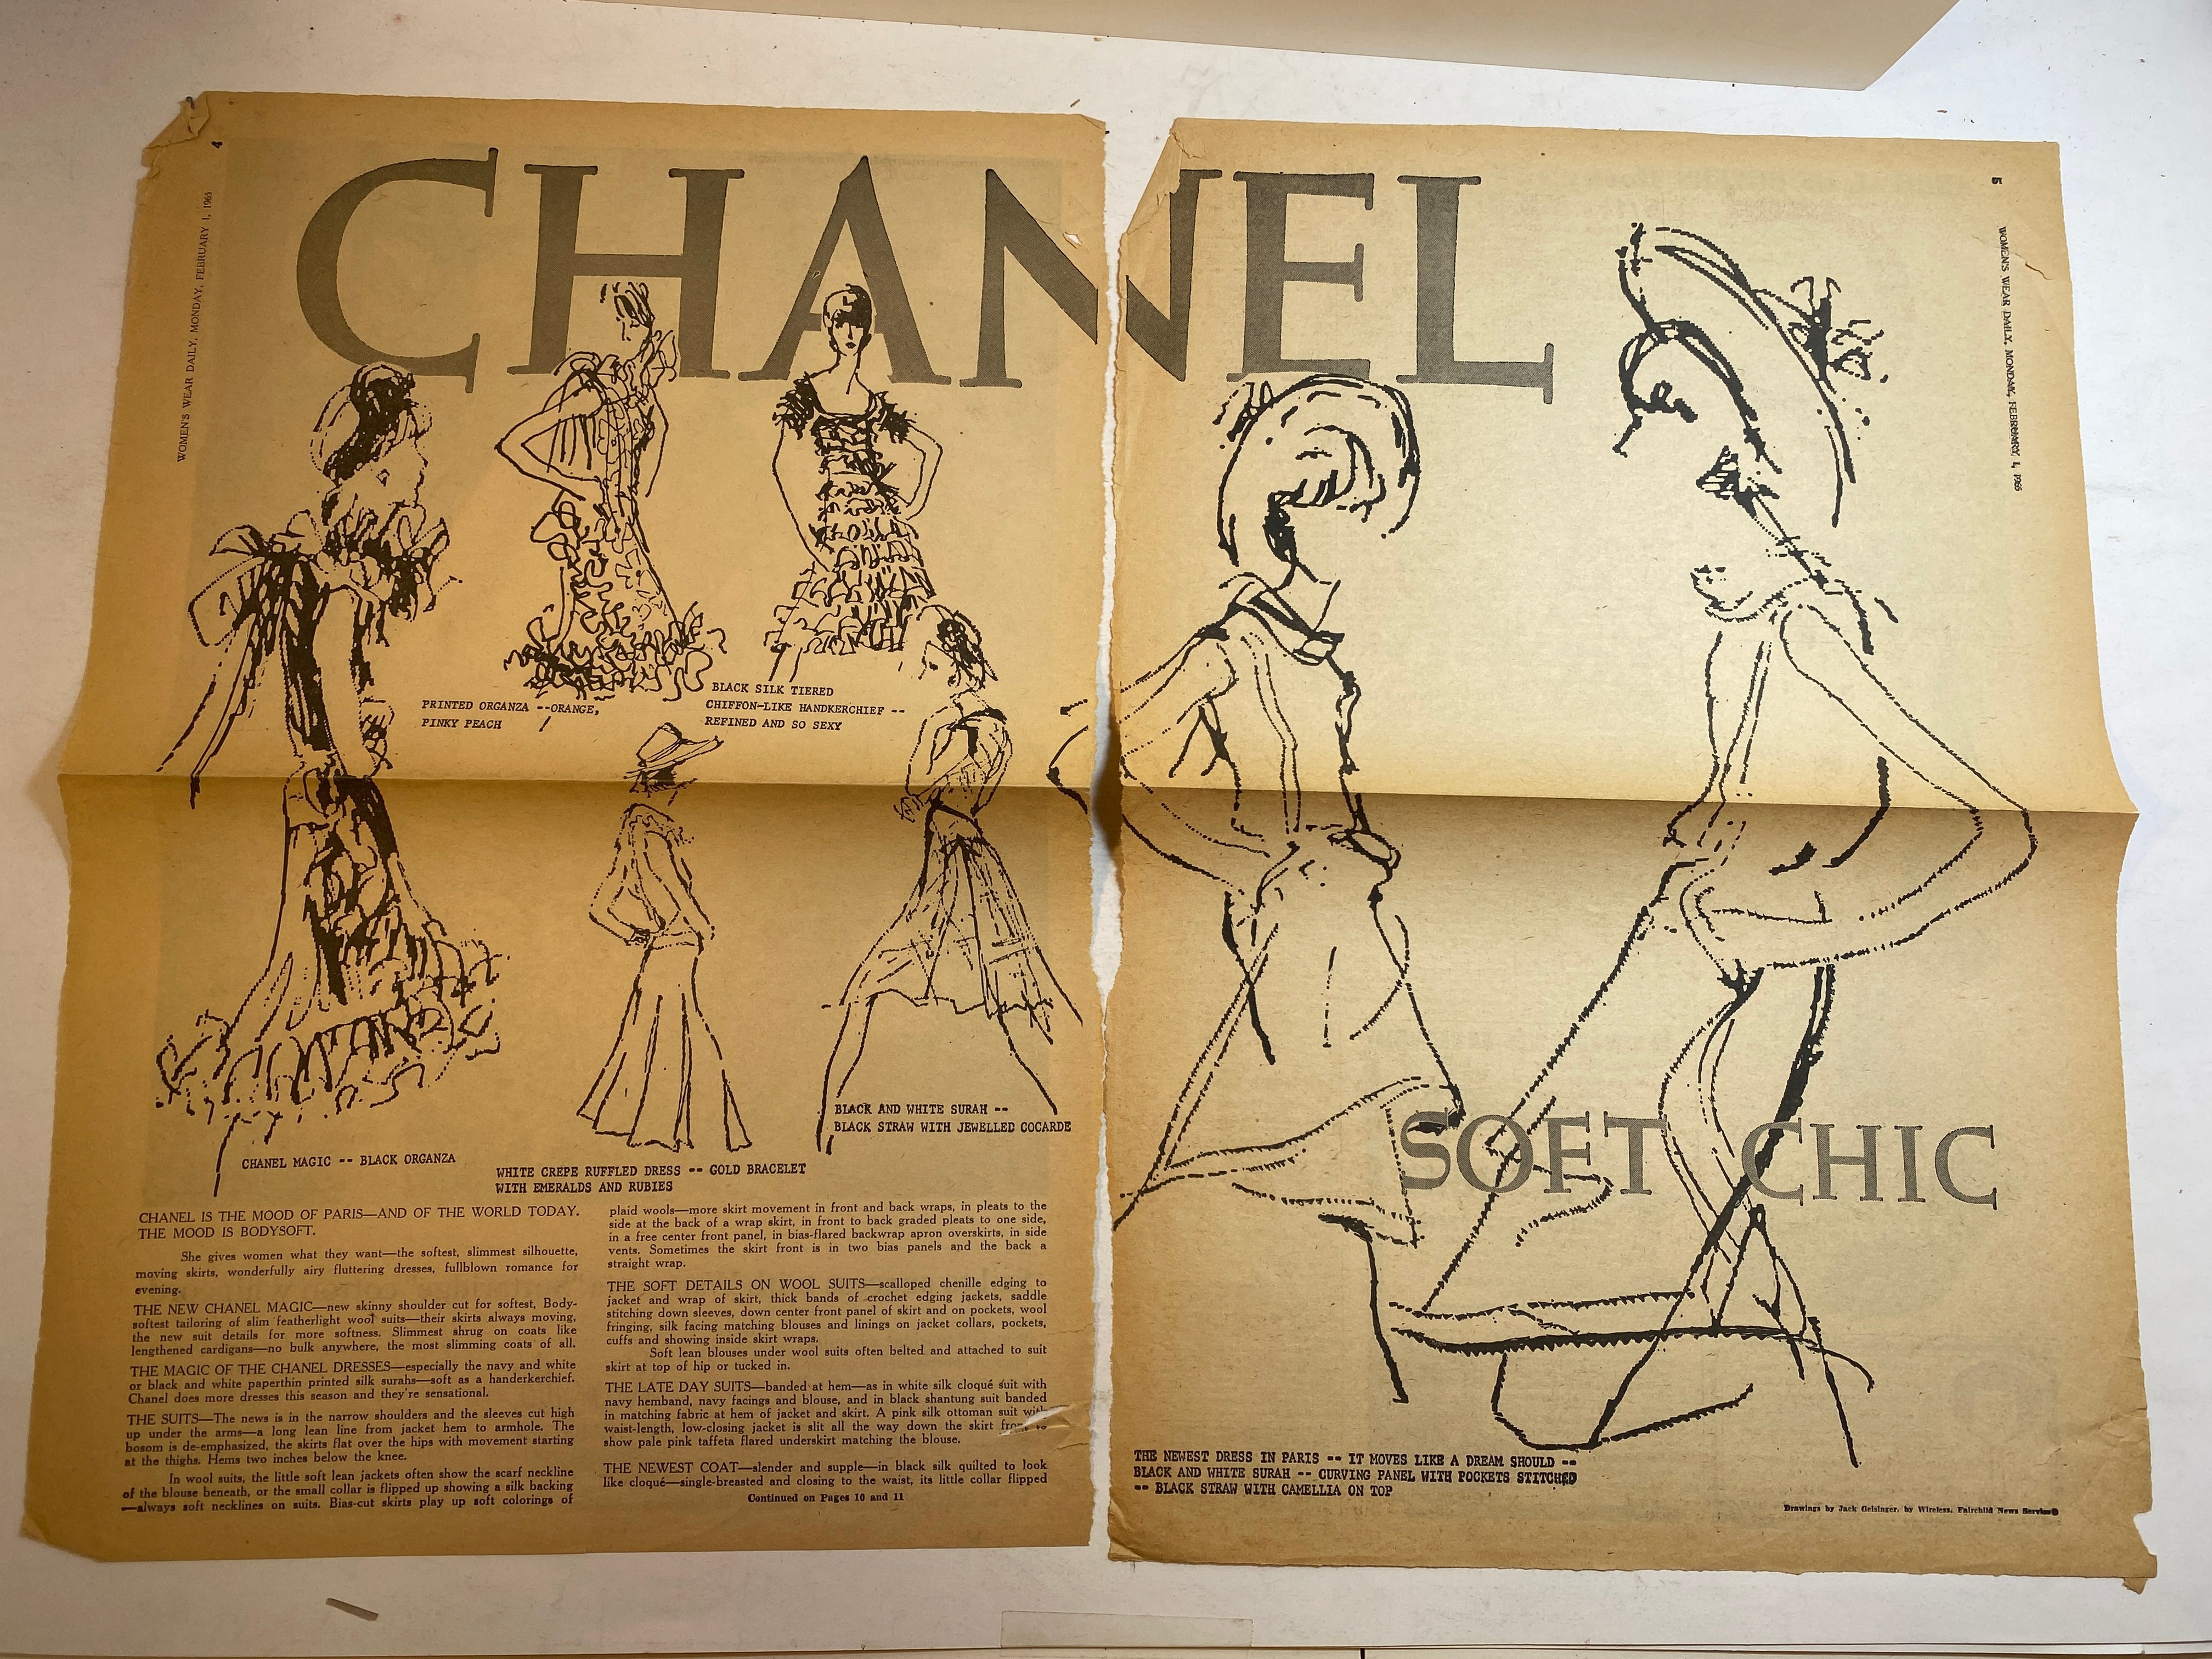 4
WOMEN'S WEAR DAILY, MONDAY, FEBRUARY 1, 1965
CHANEL
PRINTED ORGANZA -- ORANGE,
PINKY PEACH
BLACK SILK TIERED
CHIFFON-LIKE HANDKERCHIEF --
REFINED AND SO SEXY
BLACK AND WHITE SURAH --
BLACK STRAW WITH JEWELLED COCARDE
CHANEL MAGIC -- BLACK ORGANZA
WHITE CREPE RUFFLED DRESS -- GOLD BRACELET
WITH EMERALDS AND RUBIES
CHANEL IS THE MOOD OF PARIS—AND OF THE WORLD TODAY.
THE MOOD IS BODYSOFT.
She gives women what they want—the softest, slimmest silhouette,
moving skirts, wonderfully airy fluttering dresses, fullblown romance for
evening.
THE NEW CHANEL MAGIC—new skinny shoulder cut for softest, Body-
softest tailoring of slim featherlight wool suits—their skirts always moving,
the new suit details for more softness. Slimmest shrug on coats like
lengthened cardigans—no bulk anywhere, the most slimming coats of all.
THE MAGIC OF THE CHANEL DRESSES—especially the navy and white
or black and white paperthin printed silk surahs—soft as a handerkerchief.
Chanel does more dresses this season and they're sensational.
THE SUITS—The news is in the narrow shoulders and the sleeves cut high
up under the arms—a long lean line from jacket hem to armhole. The
bosom is de-emphasized, the skirts flat over the hips with movement starting
at the thighs. Hems two inches below the knee.
In wool suits, the little soft lean jackets often show the scarf neckline
of the blouse beneath, or the small collar is flipped up showing a silk backing
—always soft necklines on suits. Bias-cut skirts play up soft colorings of
plaid wools—more skirt movement in front and back wraps, in pleats to the
side at the back of a wrap skirt, in front to back graded pleats to one side,
in a free center front panel, in bias-flared backwrap apron overskirts, in side
vents. Sometimes the skirt front is in two bias panels and the back a
straight wrap.
THE SOFT DETAILS ON WOOL SUITS—scalloped chenille edging to
jacket and wrap of skirt, thick bands of crochet edging jackets, saddle
stitching down sleeves, down center front panel of skirt and on pockets, wool
fringing, silk facing matching blouses and linings on jacket collars, pockets,
cuffs and showing inside skirt wraps.
Soft lean blouses under wool suits often belted and attached to suit
skirt at top of hip or tucked in.
THE LATE DAY SUITS—banded at hem—as in white silk cloqué suit with
navy hemband, navy facings and blouse, and in black shantung suit banded
in matching fabric at hem of jacket and skirt. A pink silk ottoman suit with
waist-length, low-closing jacket is slit all the way down the skirt front to
show pale pink taffeta flared underskirt matching the blouse.
THE NEWEST COAT—slender and supple—in black silk quilted to look
like cloqué—single-breasted and closing to the waist, its little collar flipped
Continued on Pages 10 and 11
5
WOMEN'S WEAR DAILY, MONDAY, FEBRUARY 1, 1965
SOFT CHIC
THE NEWEST DRESS IN PARIS -- IT MOVES LIKE A DREAM SHOULD --
BLACK AND WHITE SURAH -- CURVING PANEL WITH POCKETS STITCHED
-- BLACK STRAW WITH CAMELLIA ON TOP
Drawings by Jack Geisinger, by Wireless, Fairchild News Service